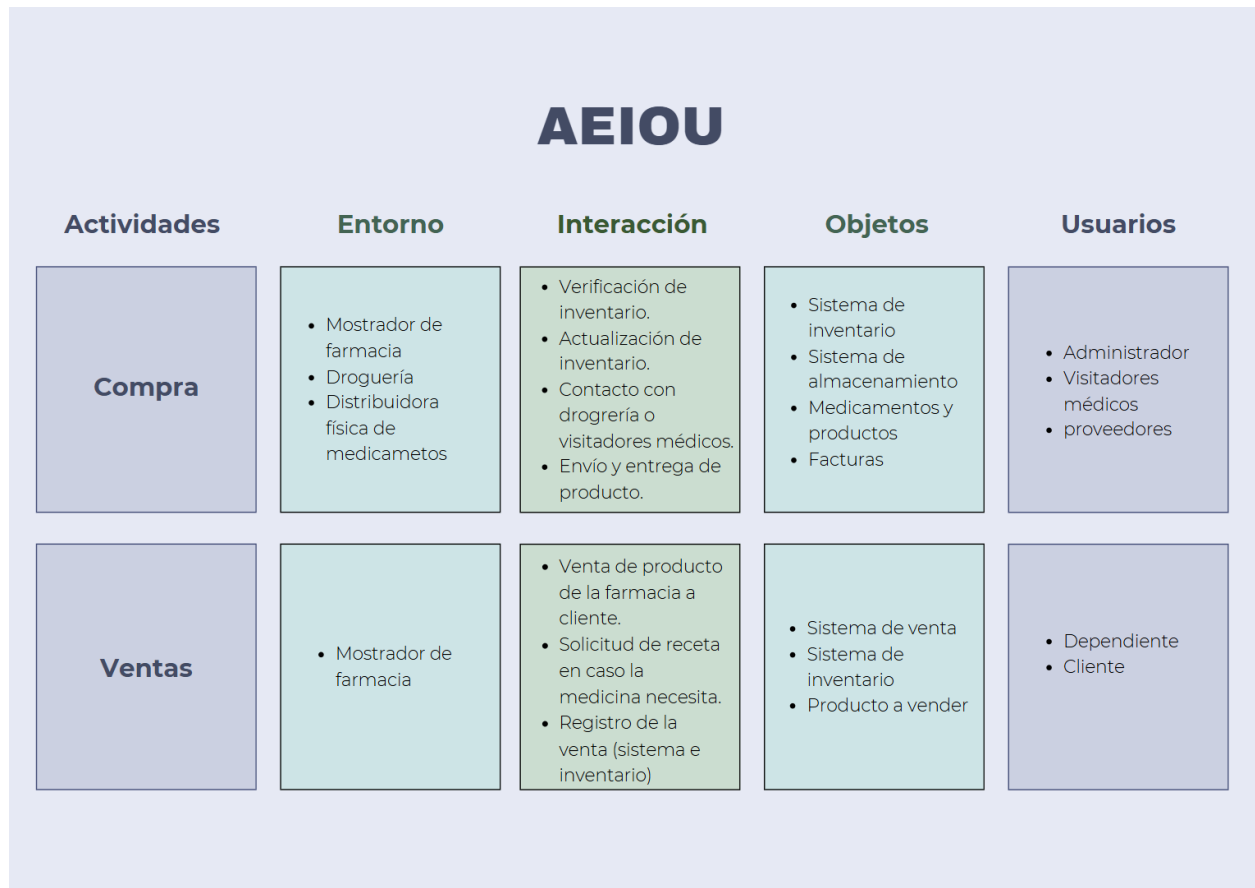 AEIOU
Actividades
Entorno
Interacción
Objetos
Usuarios
Compra
• Mostrador de
farmacia
• Droguería
• Distribuidora
física de
medicametos
• Verificación de
inventario.
• Actualización de
inventario.
• Contacto con
drogrería o
visitadores médicos.
• Envío y entrega de
producto.
• Sistema de
inventario
• Sistema de
almacenamiento
• Medicamentos y
productos
• Facturas
• Administrador
• Visitadores
médicos
• proveedores
Ventas
• Mostrador de
farmacia
• Venta de producto
de la farmacia a
cliente.
• Solicitud de receta
en caso la
medicina necesita.
• Registro de la
venta (sistema e
inventario)
• Sistema de venta
• Sistema de
inventario
• Producto a vender
• Dependiente
• Cliente